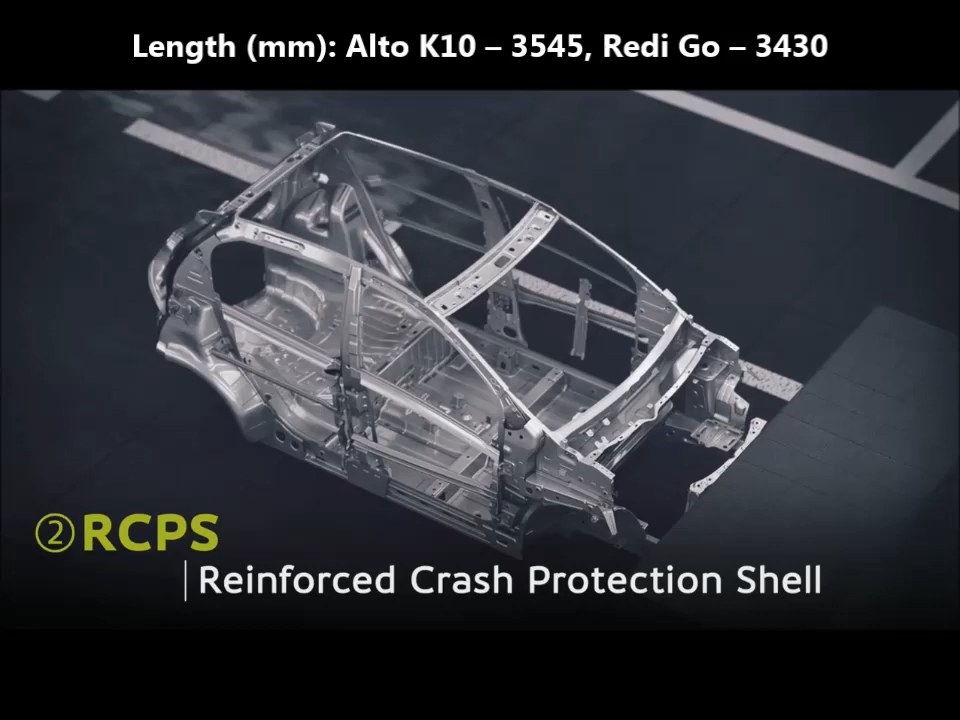 Length (mm): Alto K10 – 3545, Redi Go – 3430
②RCPS
Reinforced Crash Protection Shell